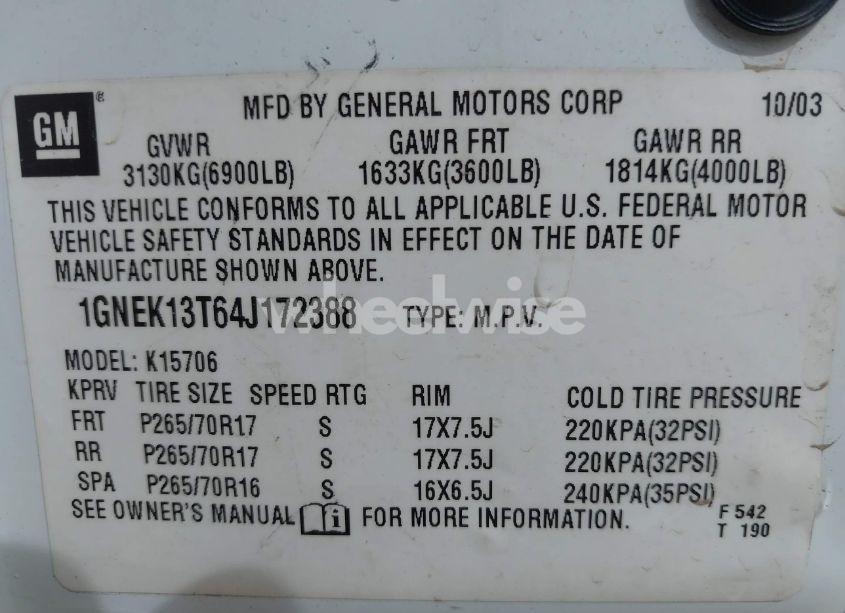 GM® MFD BY GENERAL MOTORS CORP 10/03
GVWR GAWR FRT GAWR RR
3130KG(6900LB) 1633KG(3600LB) 1814KG(4000LB)
THIS VEHICLE CONFORMS TO ALL APPLICABLE U.S. FEDERAL MOTOR
VEHICLE SAFETY STANDARDS IN EFFECT ON THE DATE OF
MANUFACTURE SHOWN ABOVE.
1GNEK13T64J172388 TYPE: M.P.V.
wheelwise
MODEL: K15706
KPRV TIRE SIZE SPEED RTG RIM COLD TIRE PRESSURE
FRT P265/70R17 S 17X7.5J 220KPA(32PSI)
RR P265/70R17 S 17X7.5J 220KPA(32PSI)
SPA P265/70R16 S 16X6.5J 240KPA(35PSI)
SEE OWNER'S MANUAL i FOR MORE INFORMATION. F 542
T 190